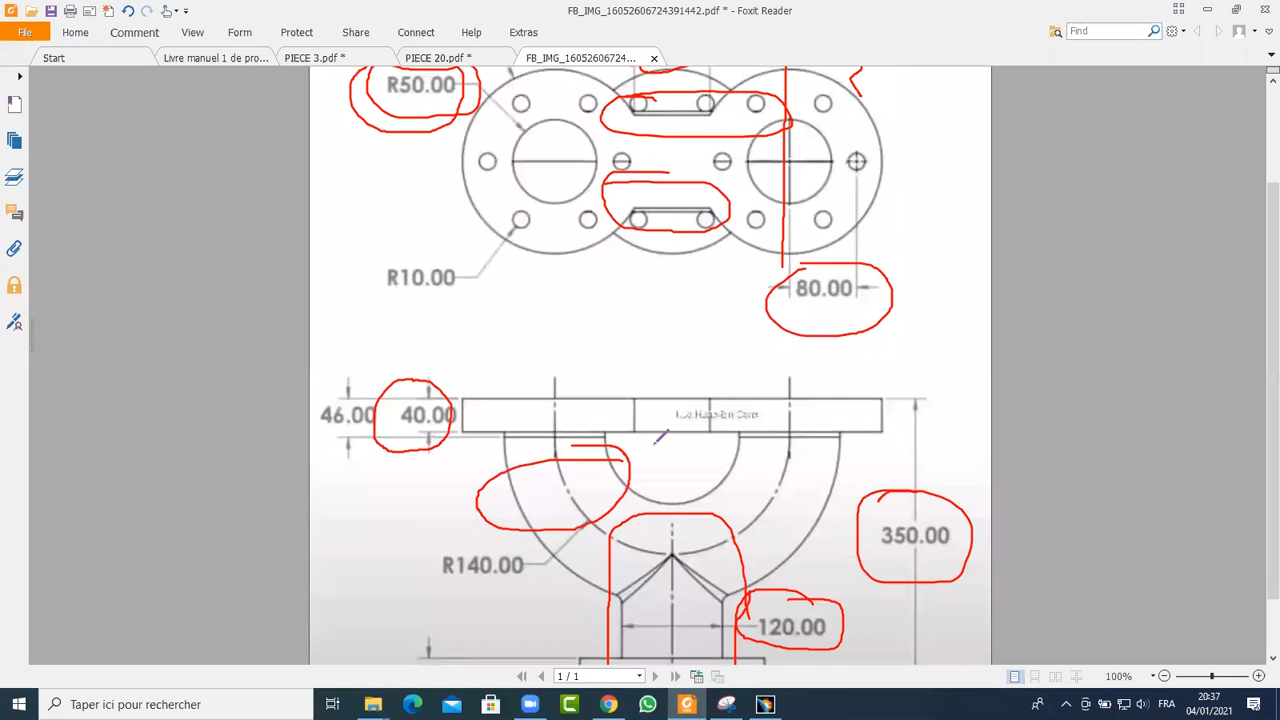 FB_IMG_16052606724391442.pdf * - Foxit Reader
File Home Comment View Form Protect Share Connect Help Extras
Find
Start Livre manuel 1 de pro... PIECE 3.pdf * PIECE 20.pdf * FB_IMG_160526067 24...
R50.00
R10.00
80.00
46.00 40.00
350.00
R140.00
120.00
1 / 1
100%
Taper ici pour rechercher
FRA
20:37
04/01/2021